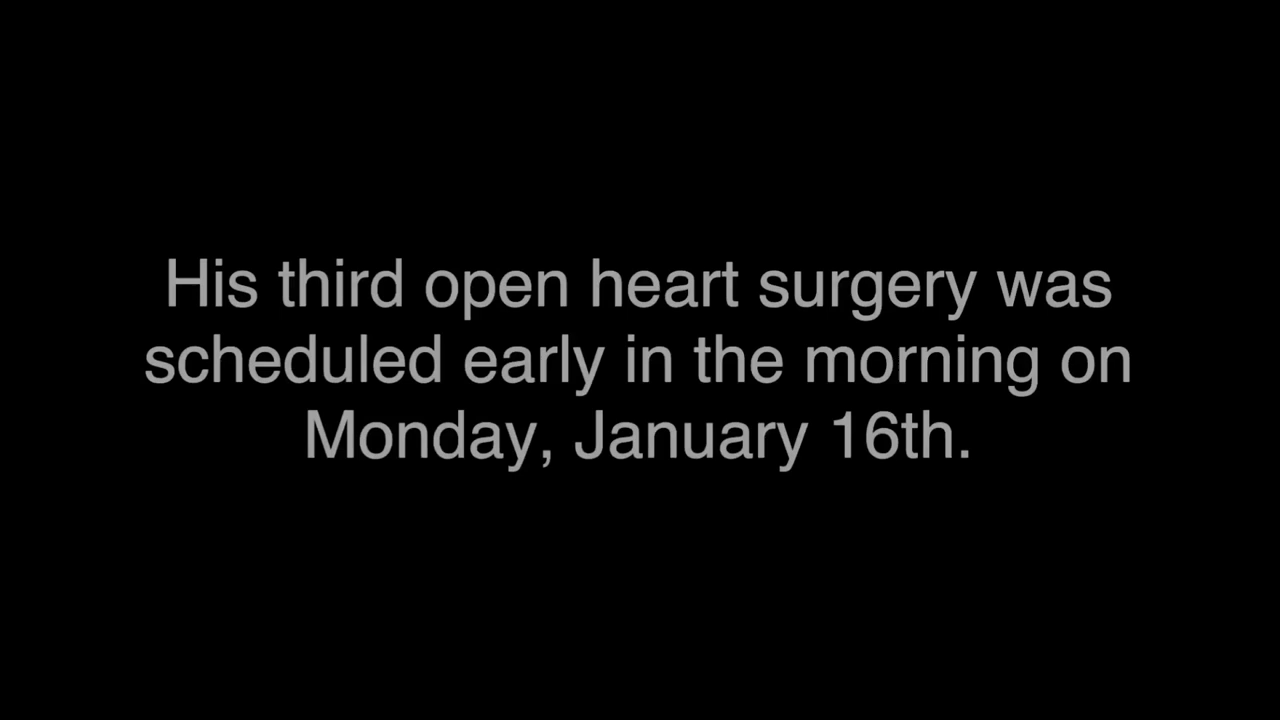 His third open heart surgery was
scheduled early in the morning on
Monday, January 16th.